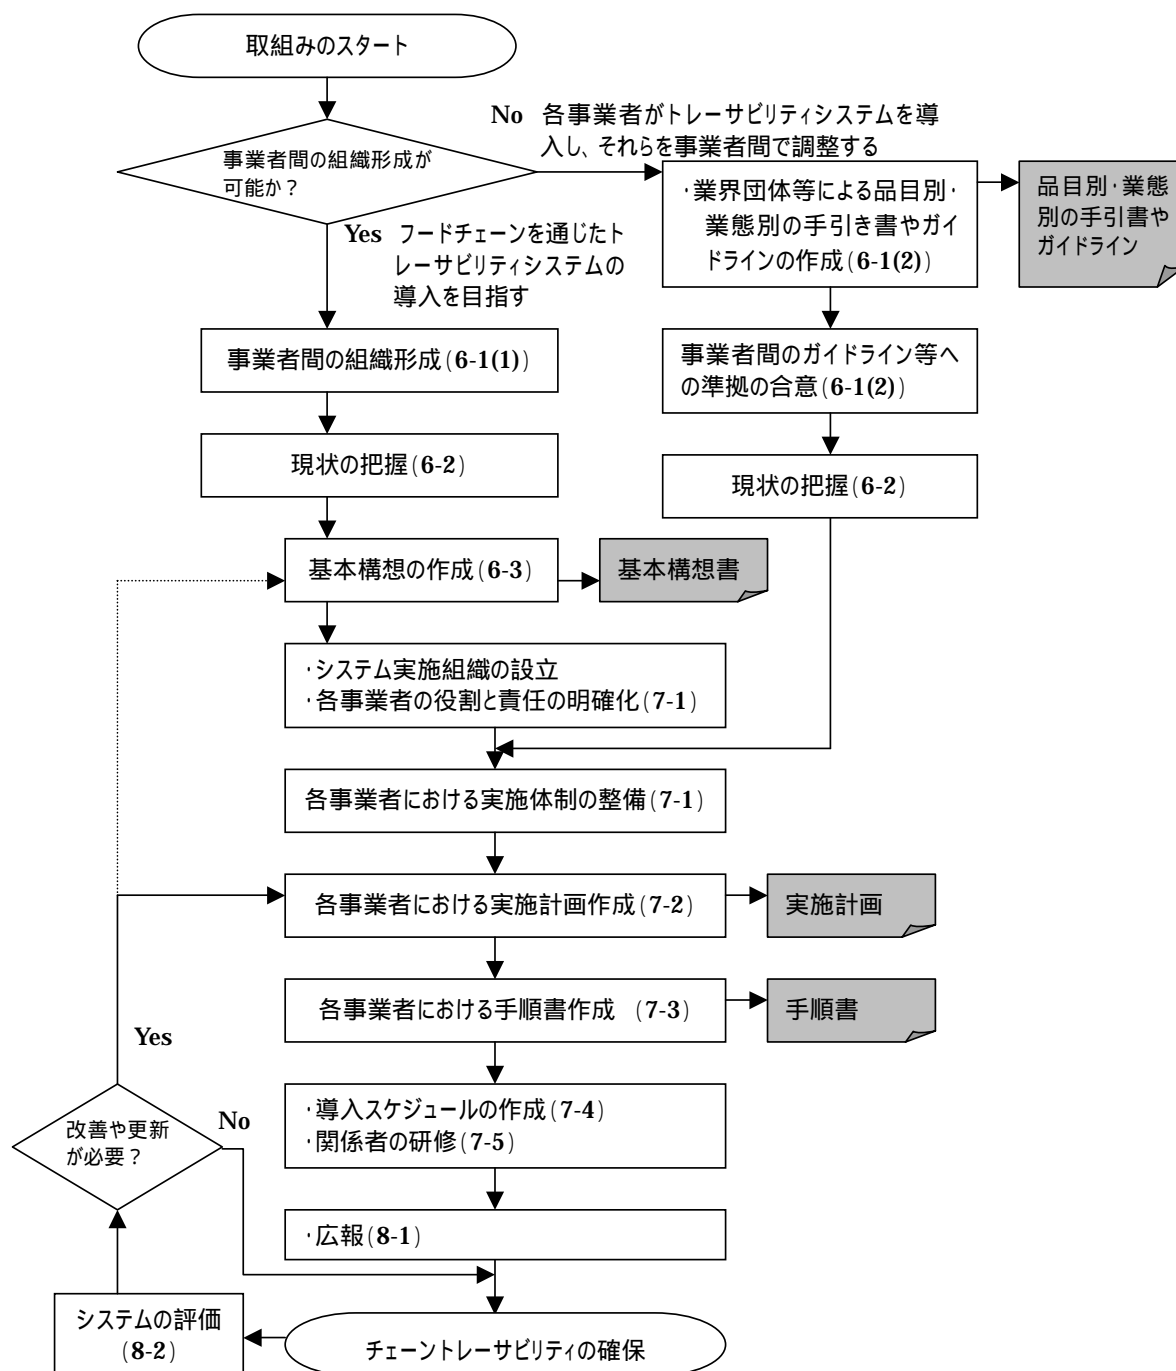 取組みのスタート
No 各事業者がトレーサビリティシステムを導
入し、それらを事業者間で調整する
事業者間の組織形成が
可能か？
･業界団体等による品目別･
業態別の手引き書やガイ
ドラインの作成(6-1(2))
品目別･業態
別の手引書や
ガイドライン
Yes フードチェーンを通じたト
レーサビリティシステムの
導入を目指す
事業者間の組織形成(6-1(1))
事業者間のガイドライン等へ
の準拠の合意(6-1(2))
現状の把握(6-2)
現状の把握(6-2)
基本構想の作成(6-3)
基本構想書
･システム実施組織の設立
･各事業者の役割と責任の明確化(7-1)
各事業者における実施体制の整備(7-1)
各事業者における実施計画作成(7-2)
実施計画
各事業者における手順書作成 (7-3)
手順書
Yes
･導入スケジュールの作成(7-4)
･関係者の研修(7-5)
No
改善や更新
が必要？
･広報(8-1)
システムの評価
(8-2)
チェーントレーサビリティの確保